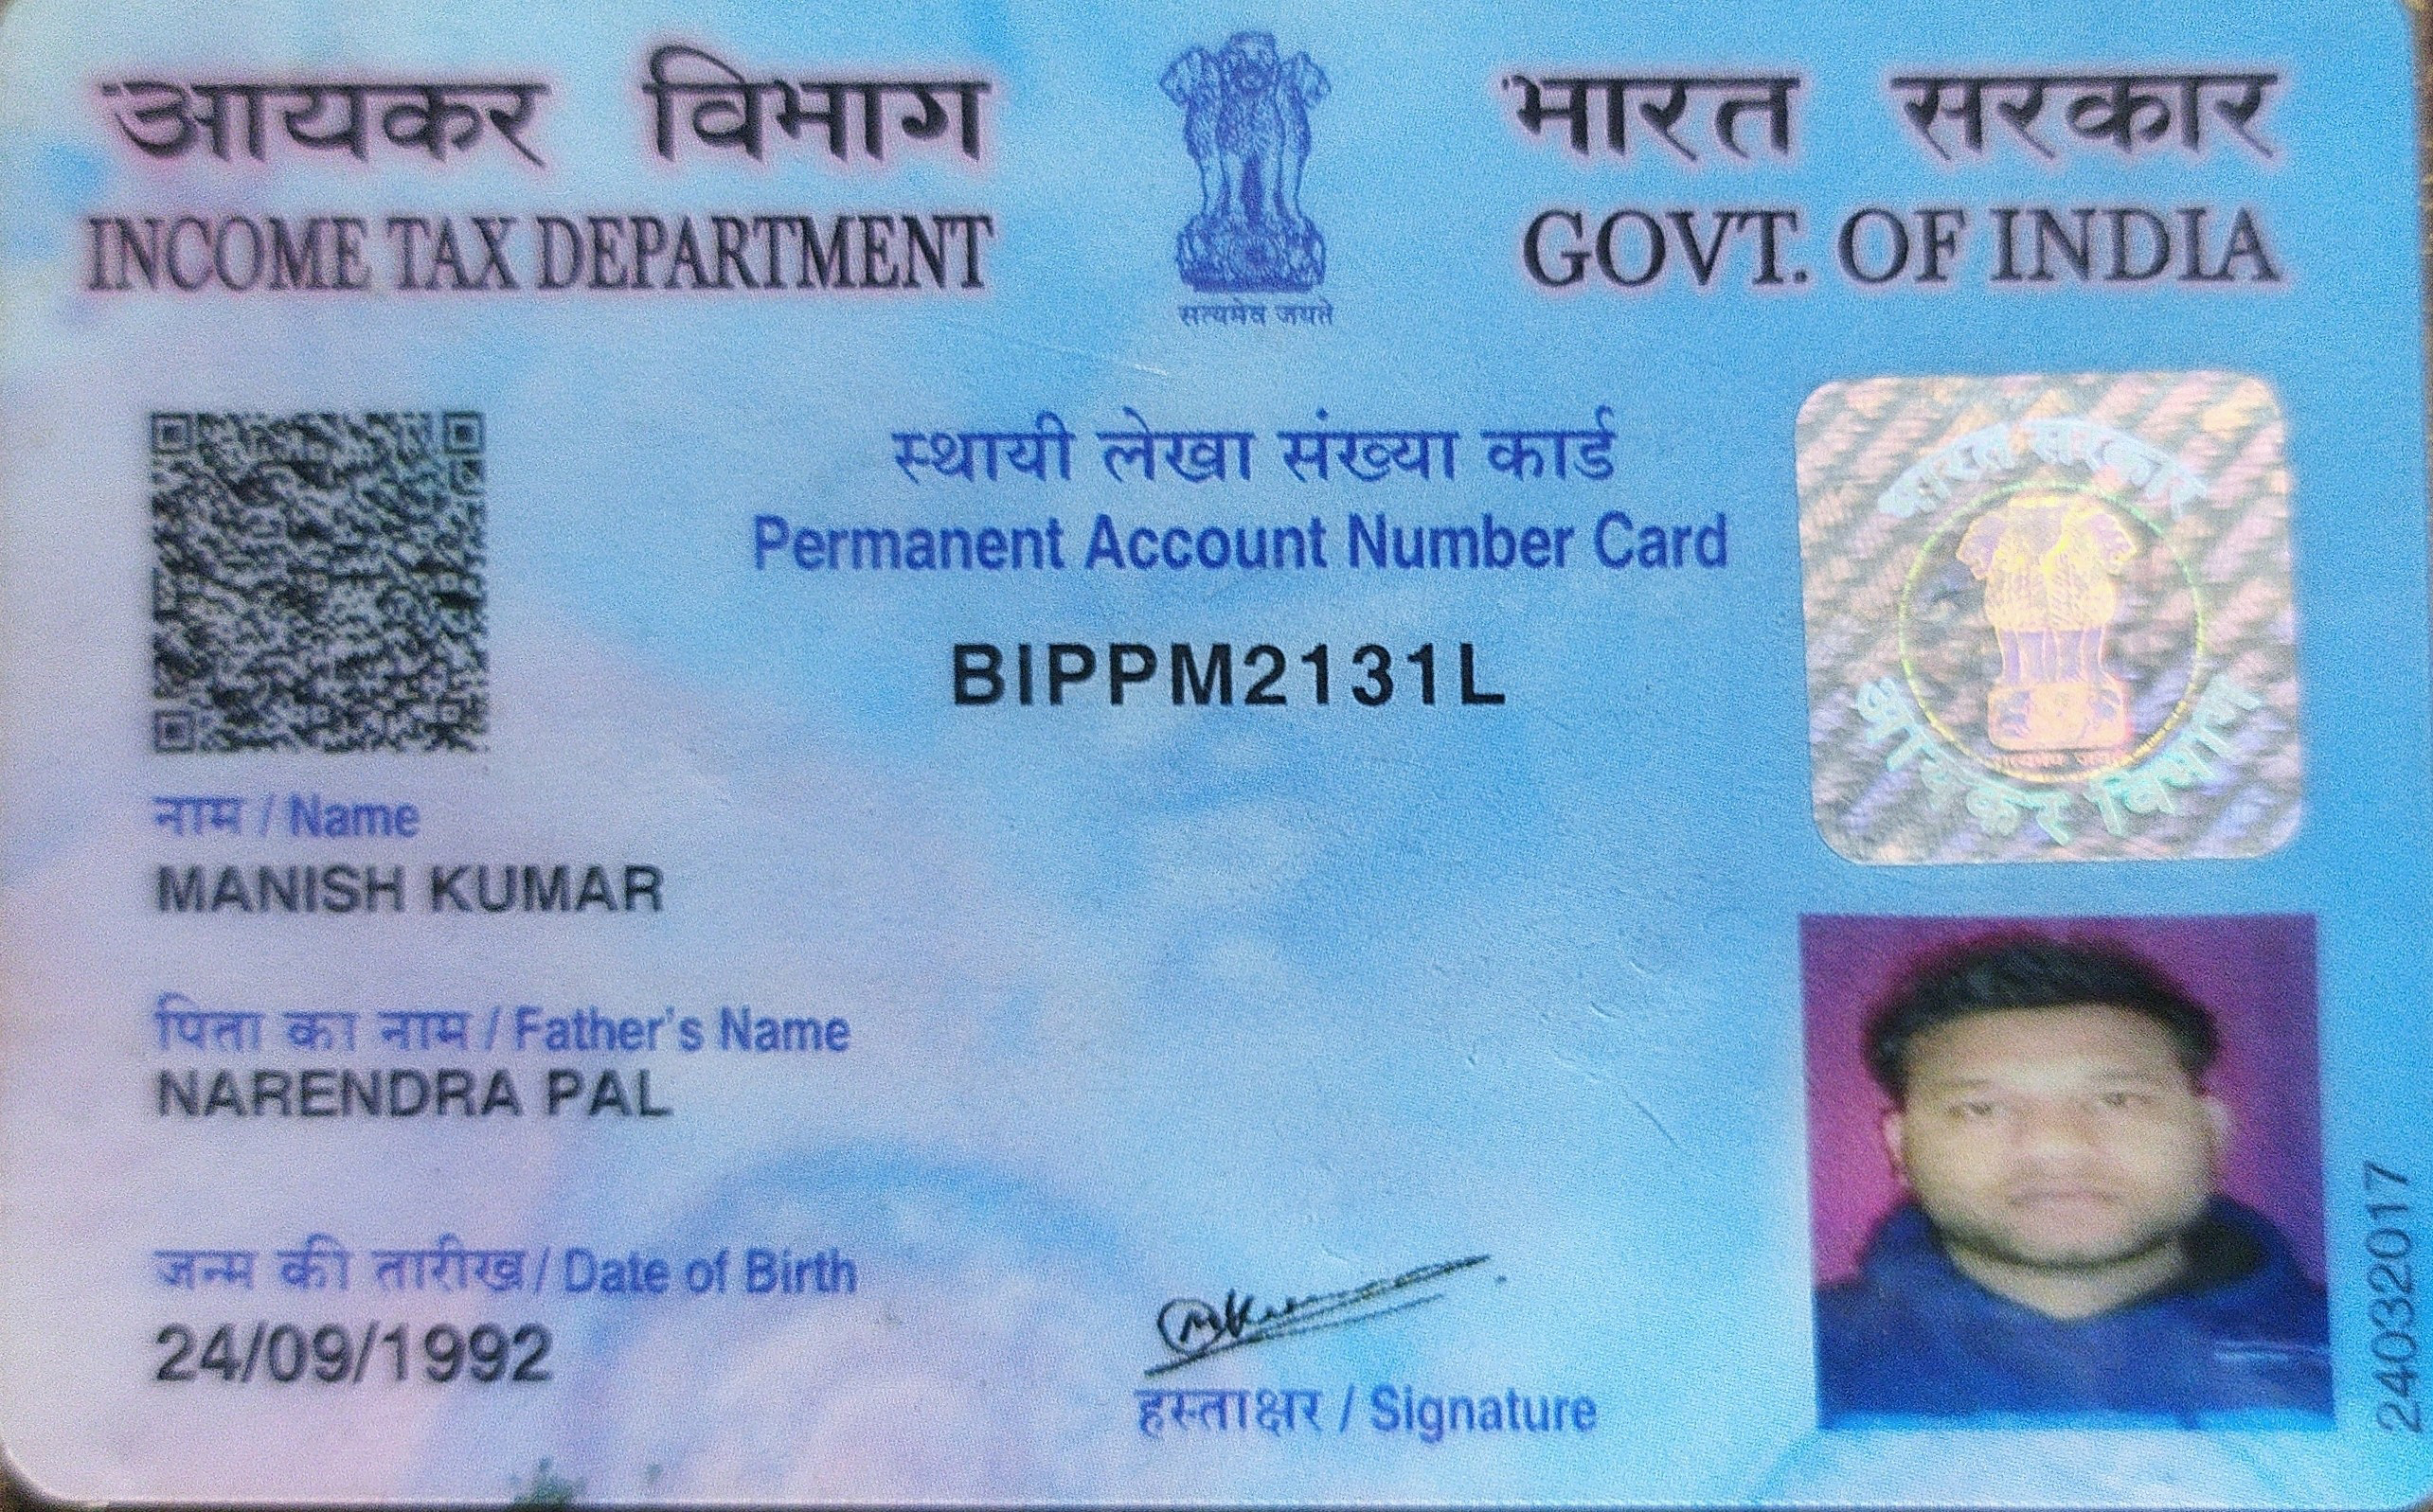 आयकर विभाग
INCOME TAX DEPARTMENT
सत्यमेव जयते
भारत सरकार
GOVT. OF INDIA
स्थायी लेखा संख्या कार्ड
Permanent Account Number Card
BIPPM2131L
भारत सरकार
आयकर विभाग
नाम / Name
MANISH KUMAR
पिता का नाम / Father's Name
NARENDRA PAL
जन्म की तारीख / Date of Birth
24/09/1992
हस्ताक्षर / Signature
24032017